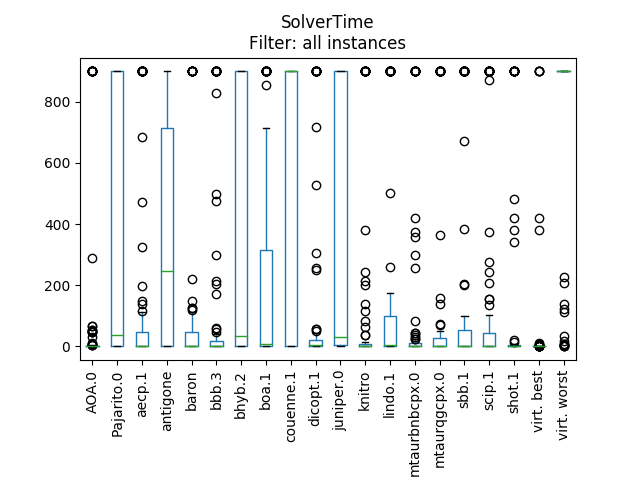 SolverTime
Filter: all instances
800
600
400
200
0
AOA.0
Pajarito.0
aecp.1
antigone
baron
bbb.3
bhyb.2
boa.1
couenne.1
dicopt.1
juniper.0
knitro
lindo.1
mtaurbnbcpx.0
mtaurqgcpx.0
sbb.1
scip.1
shot.1
virt. best
virt. worst